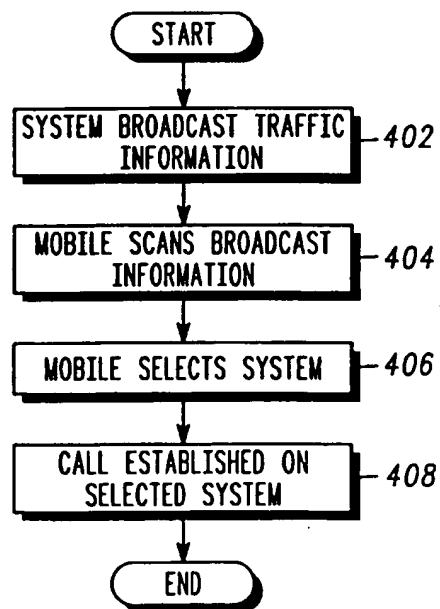 START
SYSTEM BROADCAST TRAFFIC
INFORMATION
402
MOBILE SCANS BROADCAST
INFORMATION
404
MOBILE SELECTS SYSTEM
406
CALL ESTABLISHED ON
SELECTED SYSTEM
408
END